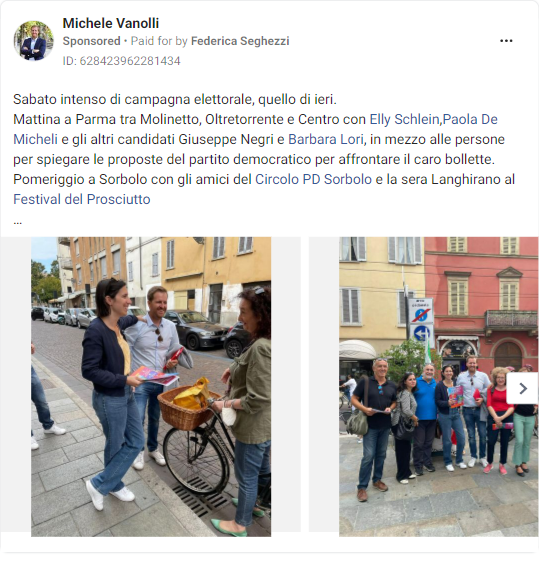 Michele Vanolli
Sponsored • Paid for by Federica Seghezzi
ID: 628423962281434
Sabato intenso di campagna elettorale, quello di ieri.
Mattina a Parma tra Molinetto, Oltretorrente e Centro con Elly Schlein,Paola De
Micheli e gli altri candidati Giuseppe Negri e Barbara Lori, in mezzo alle persone
per spiegare le proposte del partito democratico per affrontare il caro bollette.
Pomeriggio a Sorbolo con gli amici del Circolo PD Sorbolo e la sera Langhirano al
Festival del Prosciutto
...